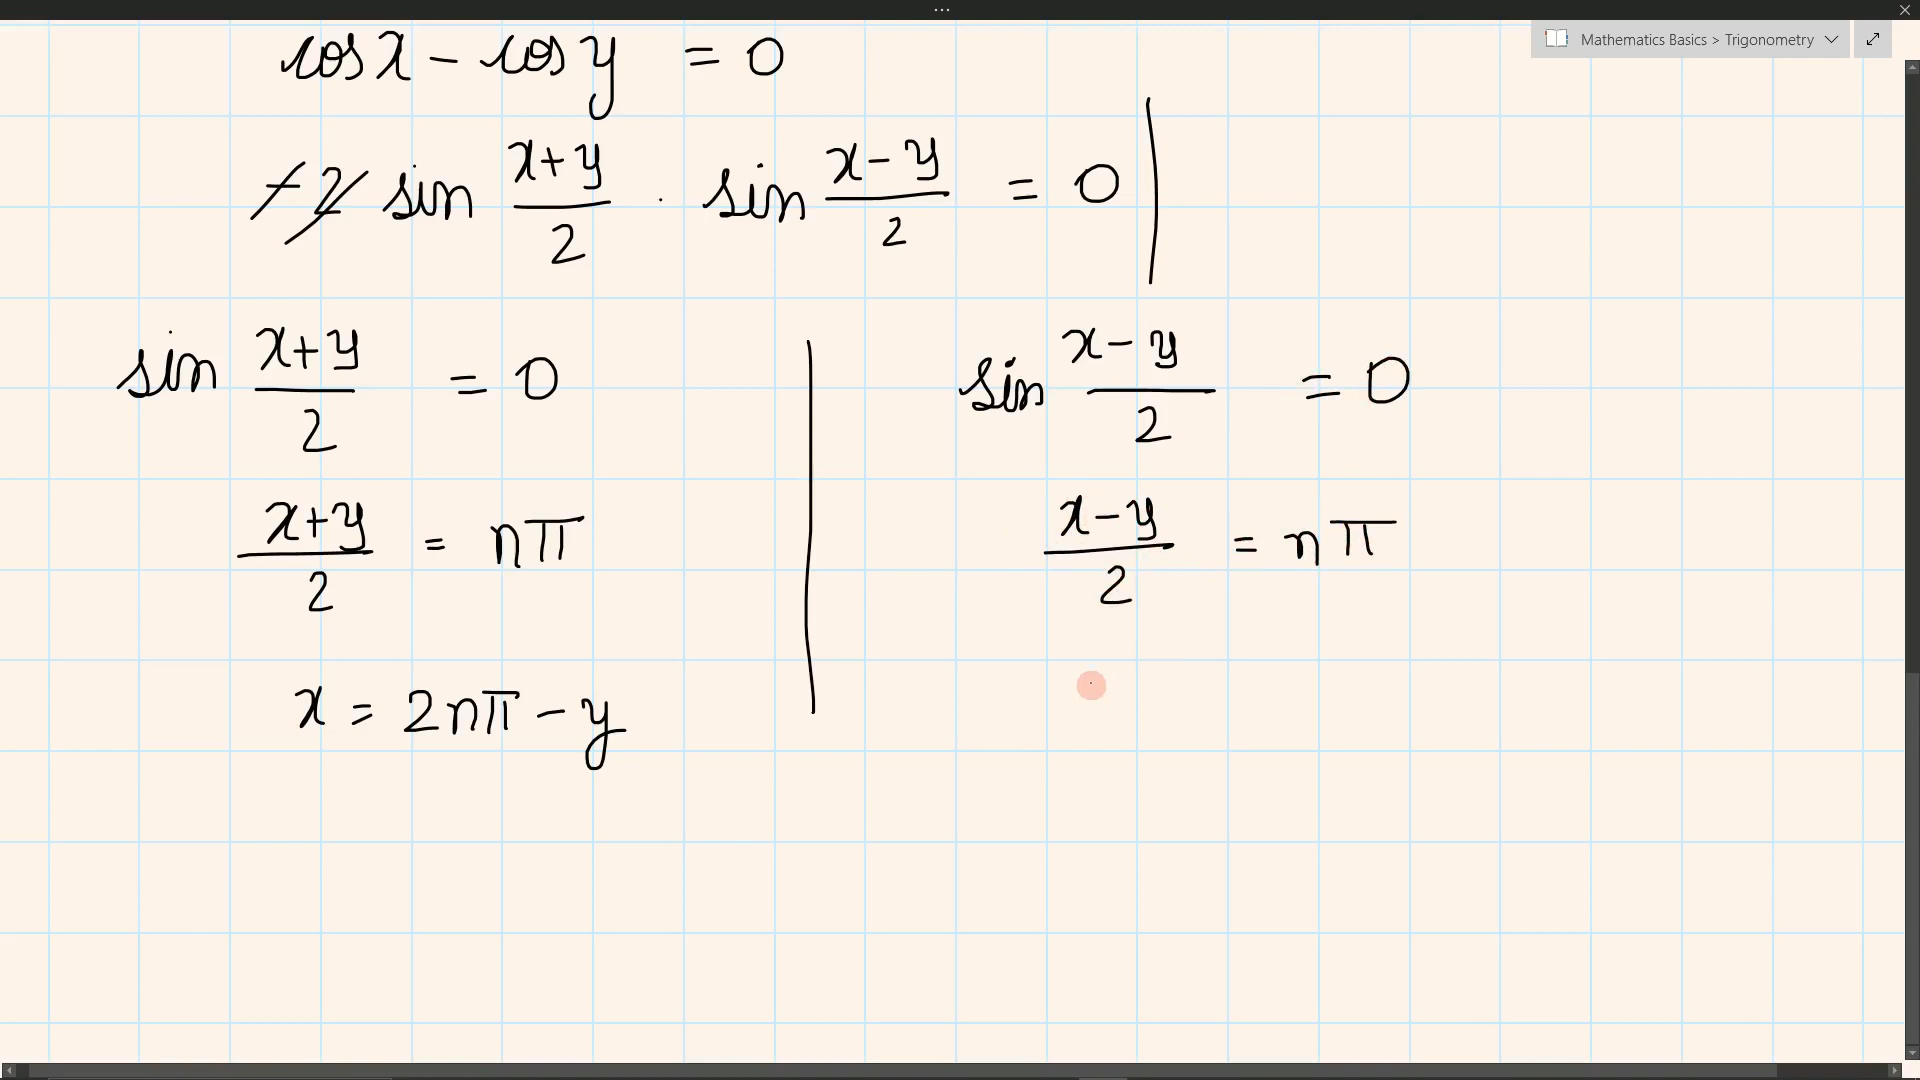 ...
Mathematics Basics > Trigonometry
cos x - cos y = 0
-2 sin (x+y)/2 . sin (x-y)/2 = 0
sin (x+y)/2 = 0
(x+y)/2 = nπ
x = 2nπ - y
sin (x-y)/2 = 0
(x-y)/2 = nπ